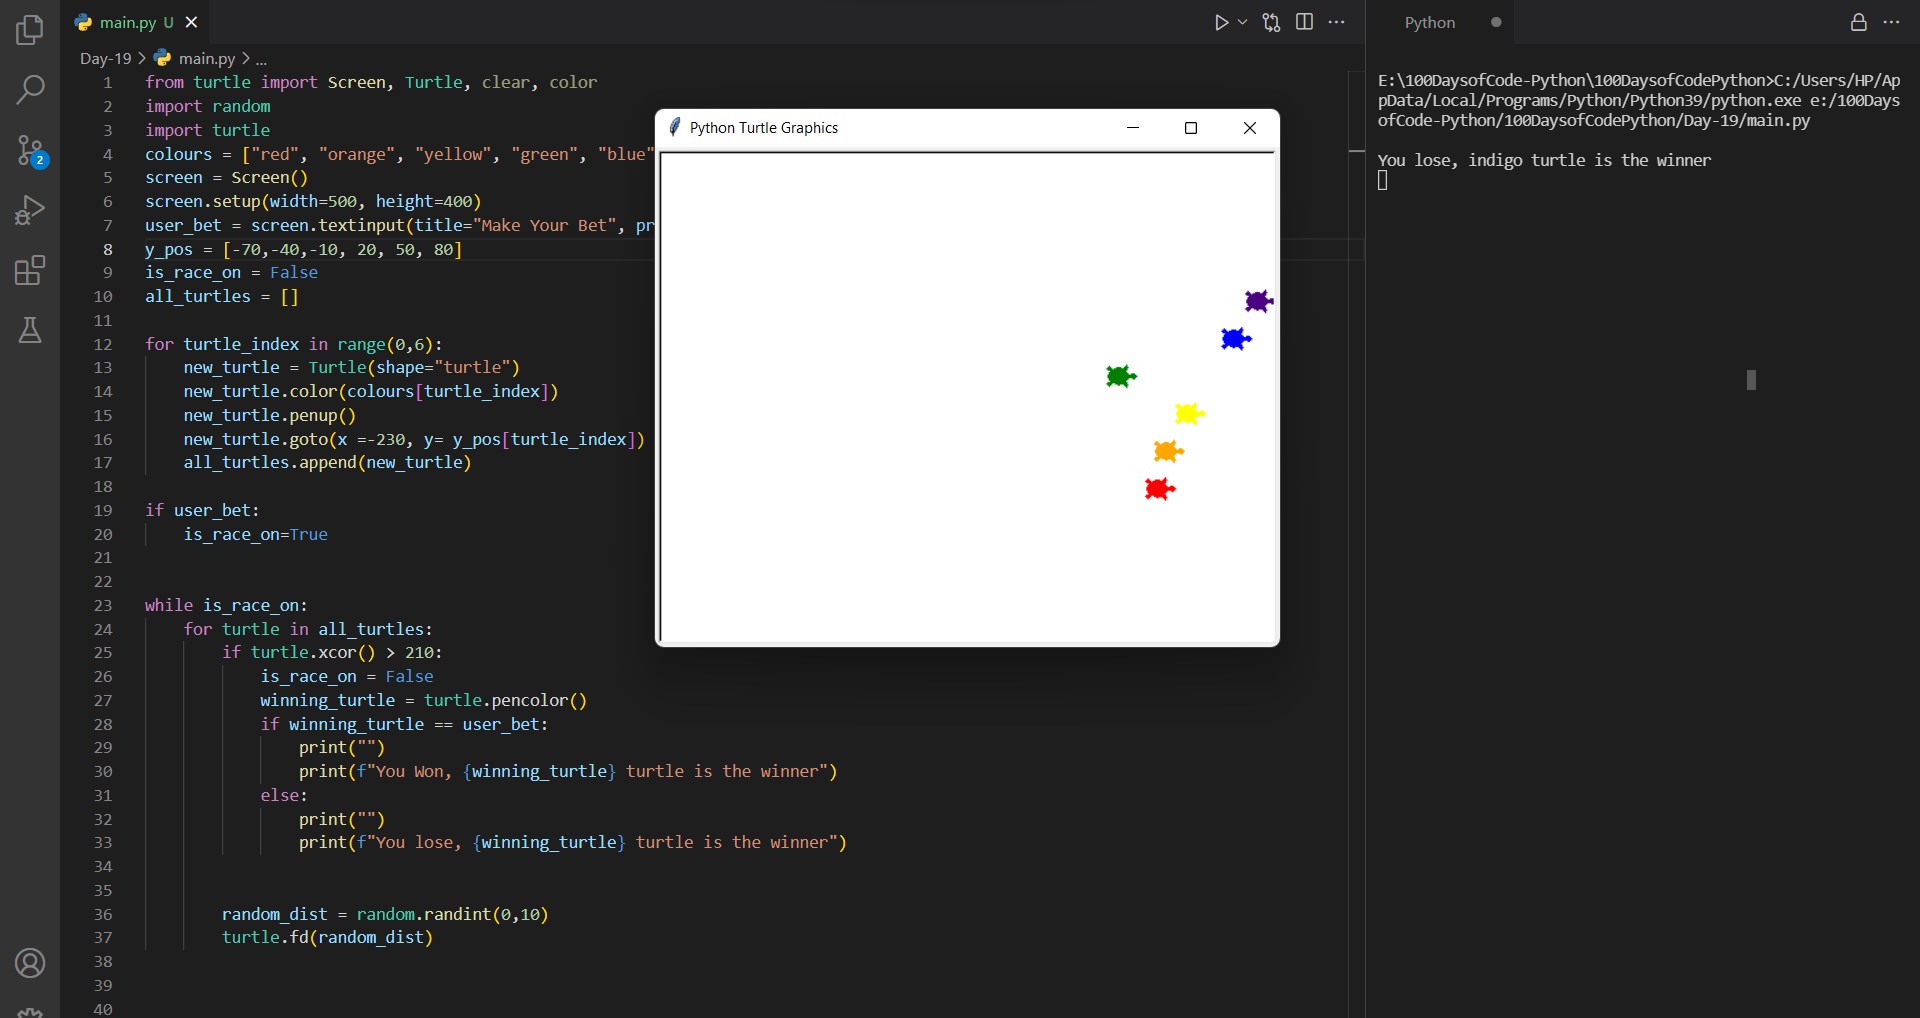 main.py U
Python
Day-19 > main.py > ...
1 from turtle import Screen, Turtle, clear, color
2 import random
3 import turtle
4 colours = ["red", "orange", "yellow", "green", "blue"
5 screen = Screen()
6 screen.setup(width=500, height=400)
7 user_bet = screen.textinput(title="Make Your Bet", pr
8 y_pos = [-70,-40,-10, 20, 50, 80]
9 is_race_on = False
10 all_turtles = []
11
12 for turtle_index in range(0,6):
13 new_turtle = Turtle(shape="turtle")
14 new_turtle.color(colours[turtle_index])
15 new_turtle.penup()
16 new_turtle.goto(x =-230, y= y_pos[turtle_index])
17 all_turtles.append(new_turtle)
18
19 if user_bet:
20 is_race_on=True
21
22
23 while is_race_on:
24 for turtle in all_turtles:
25 if turtle.xcor() > 210:
26 is_race_on = False
27 winning_turtle = turtle.pencolor()
28 if winning_turtle == user_bet:
29 print("")
30 print(f"You Won, {winning_turtle} turtle is the winner")
31 else:
32 print("")
33 print(f"You lose, {winning_turtle} turtle is the winner")
34
35
36 random_dist = random.randint(0,10)
37 turtle.fd(random_dist)
38
39
40
2
Python Turtle Graphics
E:\100DaysofCode-Python\100DaysofCodePython>C:/Users/HP/Ap
pData/Local/Programs/Python/Python39/python.exe e:/100Days
ofCode-Python/100DaysofCodePython/Day-19/main.py
You lose, indigo turtle is the winner